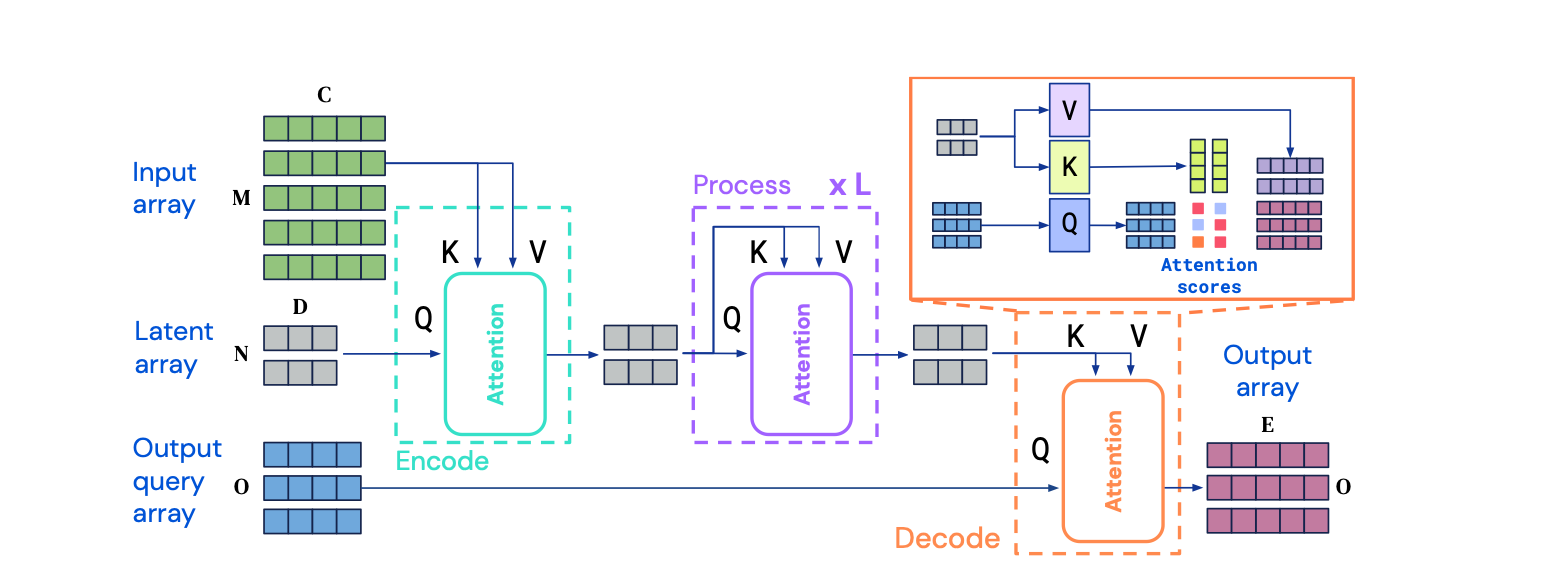 C
Input
array
M
K
V
Attention
Encode
D
Latent
array
N
Q
Process
x L
K
V
Q
Attention
V
K
Q
Attention
scores
K
V
Q
Attention
Decode
Output
array
E
O
Output
query
array
O